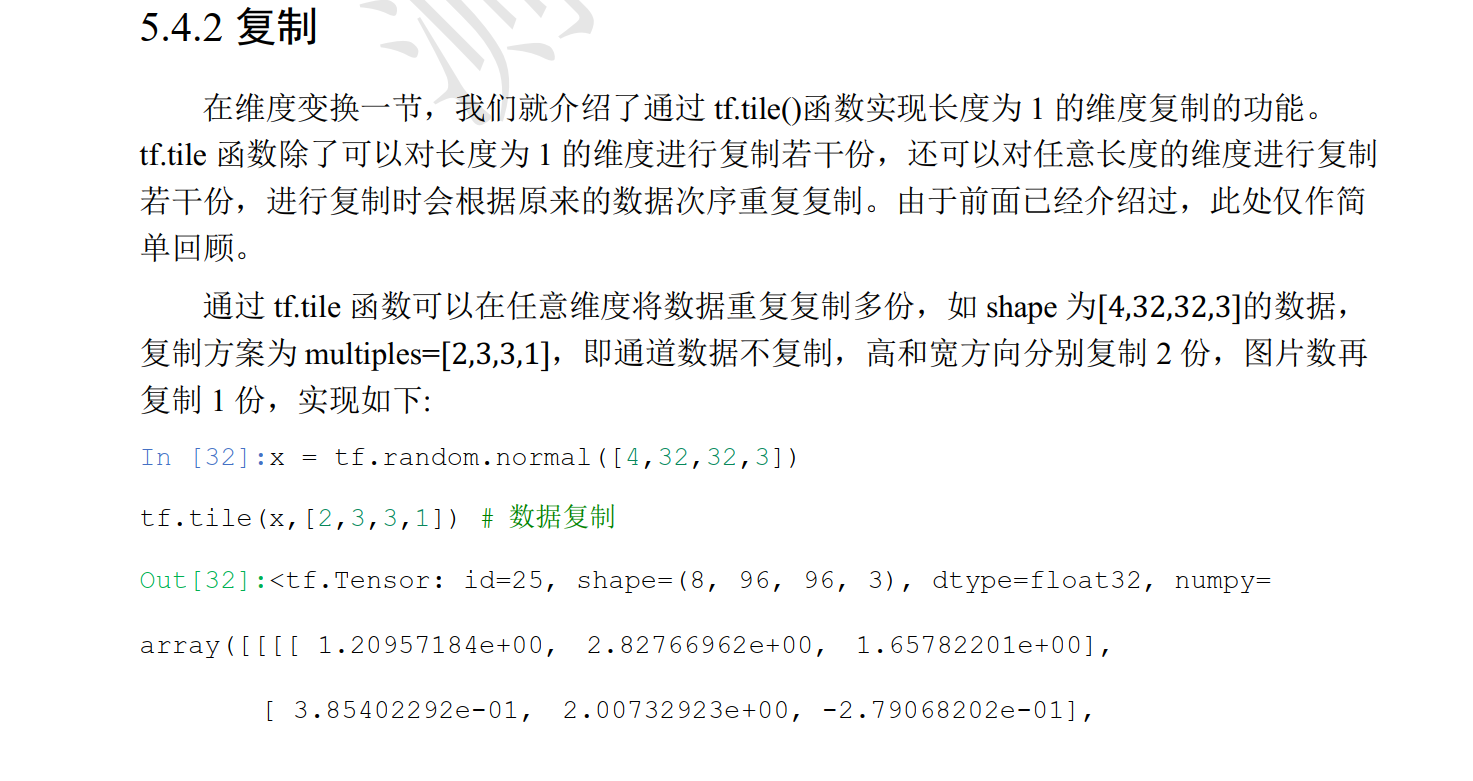 5.4.2 复制
测
在维度变换一节，我们就介绍了通过 tf.tile()函数实现长度为 1 的维度复制的功能。
tf.tile 函数除了可以对长度为 1 的维度进行复制若干份，还可以对任意长度的维度进行复制
若干份，进行复制时会根据原来的数据次序重复复制。由于前面已经介绍过，此处仅作简
单回顾。
通过 tf.tile 函数可以在任意维度将数据重复复制多份，如 shape 为[4,32,32,3]的数据，
复制方案为 multiples=[2,3,3,1]，即通道数据不复制，高和宽方向分别复制 2 份，图片数再
复制 1 份，实现如下:
In [32]:x = tf.random.normal([4,32,32,3])
tf.tile(x,[2,3,3,1]) # 数据复制
Out[32]:<tf.Tensor: id=25, shape=(8, 96, 96, 3), dtype=float32, numpy=
array([[[[ 1.20957184e+00, 2.82766962e+00, 1.65782201e+00],
[ 3.85402292e-01, 2.00732923e+00, -2.79068202e-01],